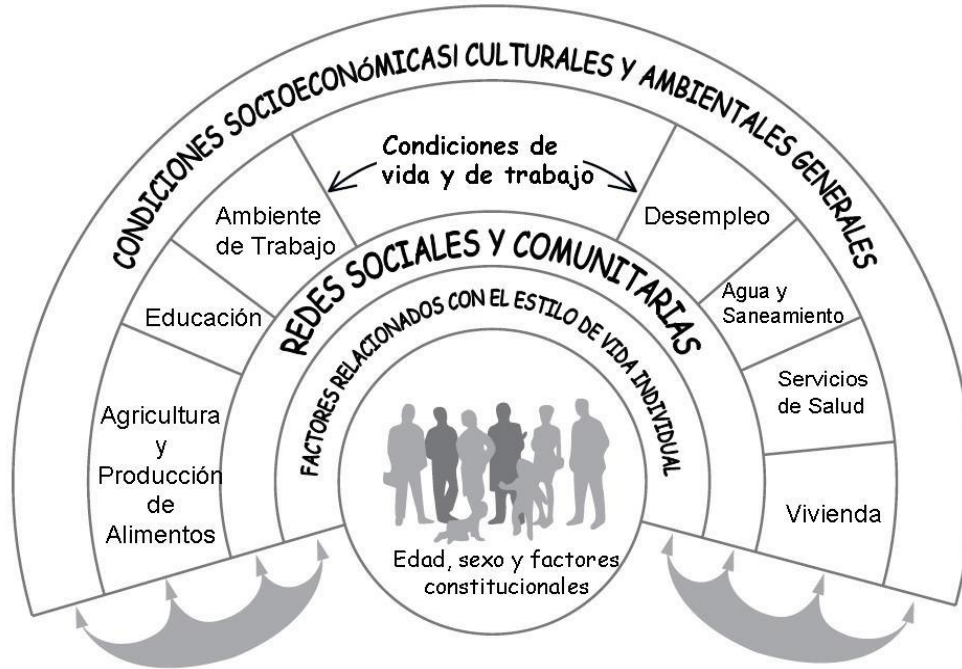 CONDICIONES SOCIOECONóMICAS| CULTURALES Y AMBIENTALES GENERALES
Condiciones de
vida y de trabajo
Ambiente
de Trabajo
Desempleo
Educación
Agua y
Saneamiento
Agricultura
y
Producción
de
Alimentos
Servicios
de Salud
Vivienda
REDES SOCIALES Y COMUNITARIAS
FACTORES RELACIONADOS CON EL ESTILO DE VIDA INDIVIDUAL
Edad, sexo y factores
constitucionales